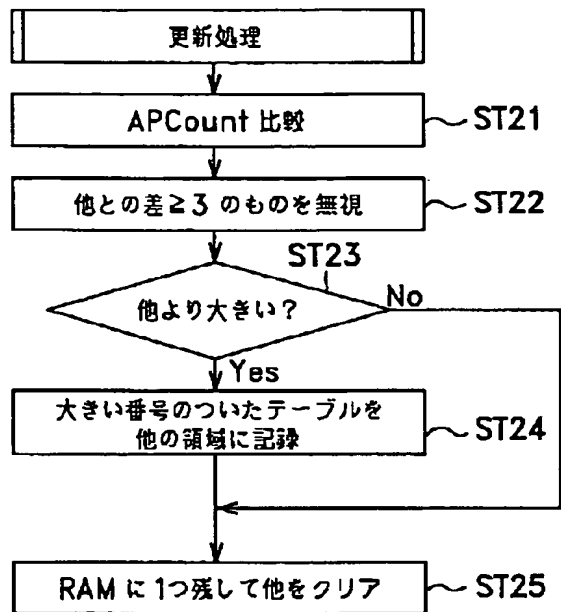 更新処理
APCount 比較
ST21
他との差≧3 のものを無視
ST22
ST23
他より大きい?
No
Yes
大きい番号のついたテーブルを
他の領域に記録
ST24
RAM に 1つ残して他をクリア
ST25